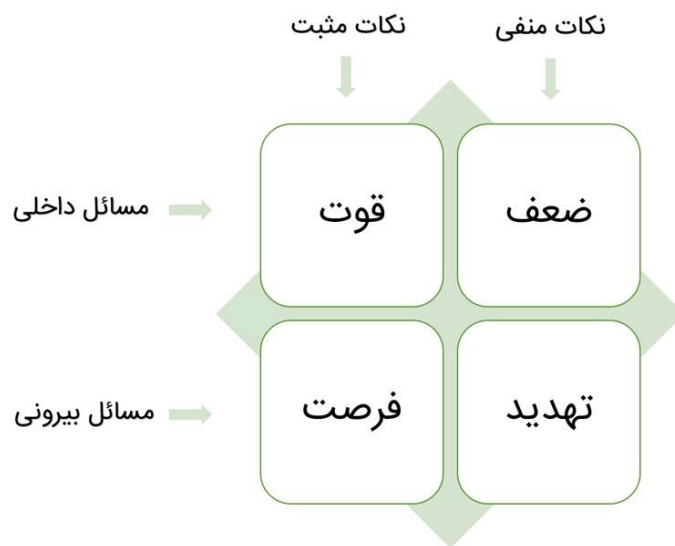 نکات منفی
نکات مثبت
ضعف
قوت
مسائل داخلی
تهدید
فرصت
مسائل بیرونی